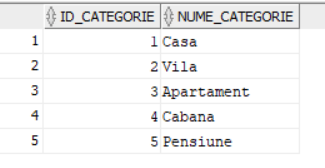 ID_CATEGORIE NUME_CATEGORIE
1 1 Casa
2 2 Vila
3 3 Apartament
4 4 Cabana
5 5 Pensiune